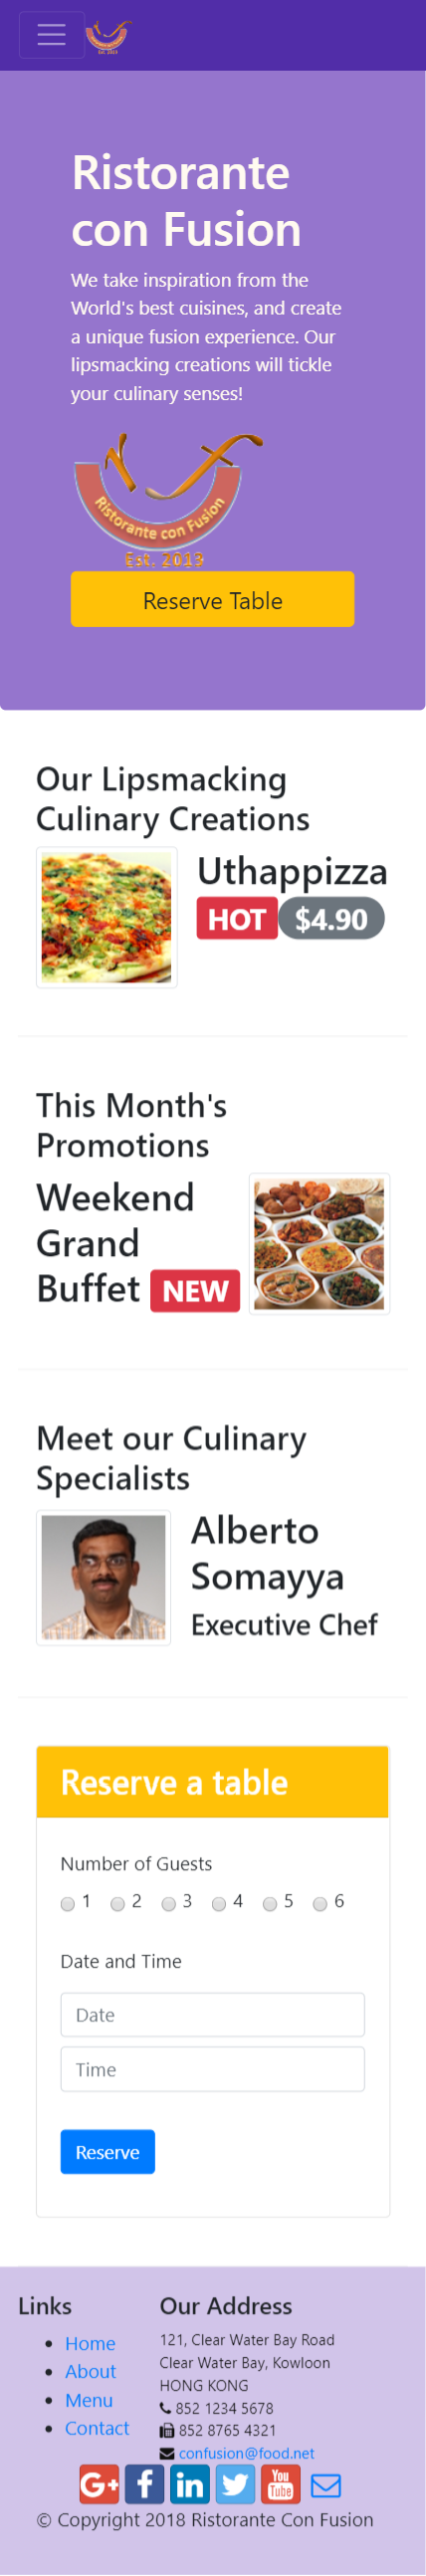 Est. 2013
Ristorante
con Fusion
We take inspiration from the
World's best cuisines, and create
a unique fusion experience. Our
lipsmacking creations will tickle
your culinary senses!
Ristorante con Fusion
Est. 2013
Reserve Table
Our Lipsmacking
Culinary Creations
Uthappizza
HOT $4.90
This Month's
Promotions
Weekend
Grand
Buffet NEW
Meet our Culinary
Specialists
Alberto
Somayya
Executive Chef
Reserve a table
Number of Guests
1 2 3 4 5 6
Date and Time
Date
Time
Reserve
Links
Home
About
Menu
Contact
Our Address
121, Clear Water Bay Road
Clear Water Bay, Kowloon
HONG KONG
852 1234 5678
852 8765 4321
confusion@food.net
G+ f in You Tube
© Copyright 2018 Ristorante Con Fusion